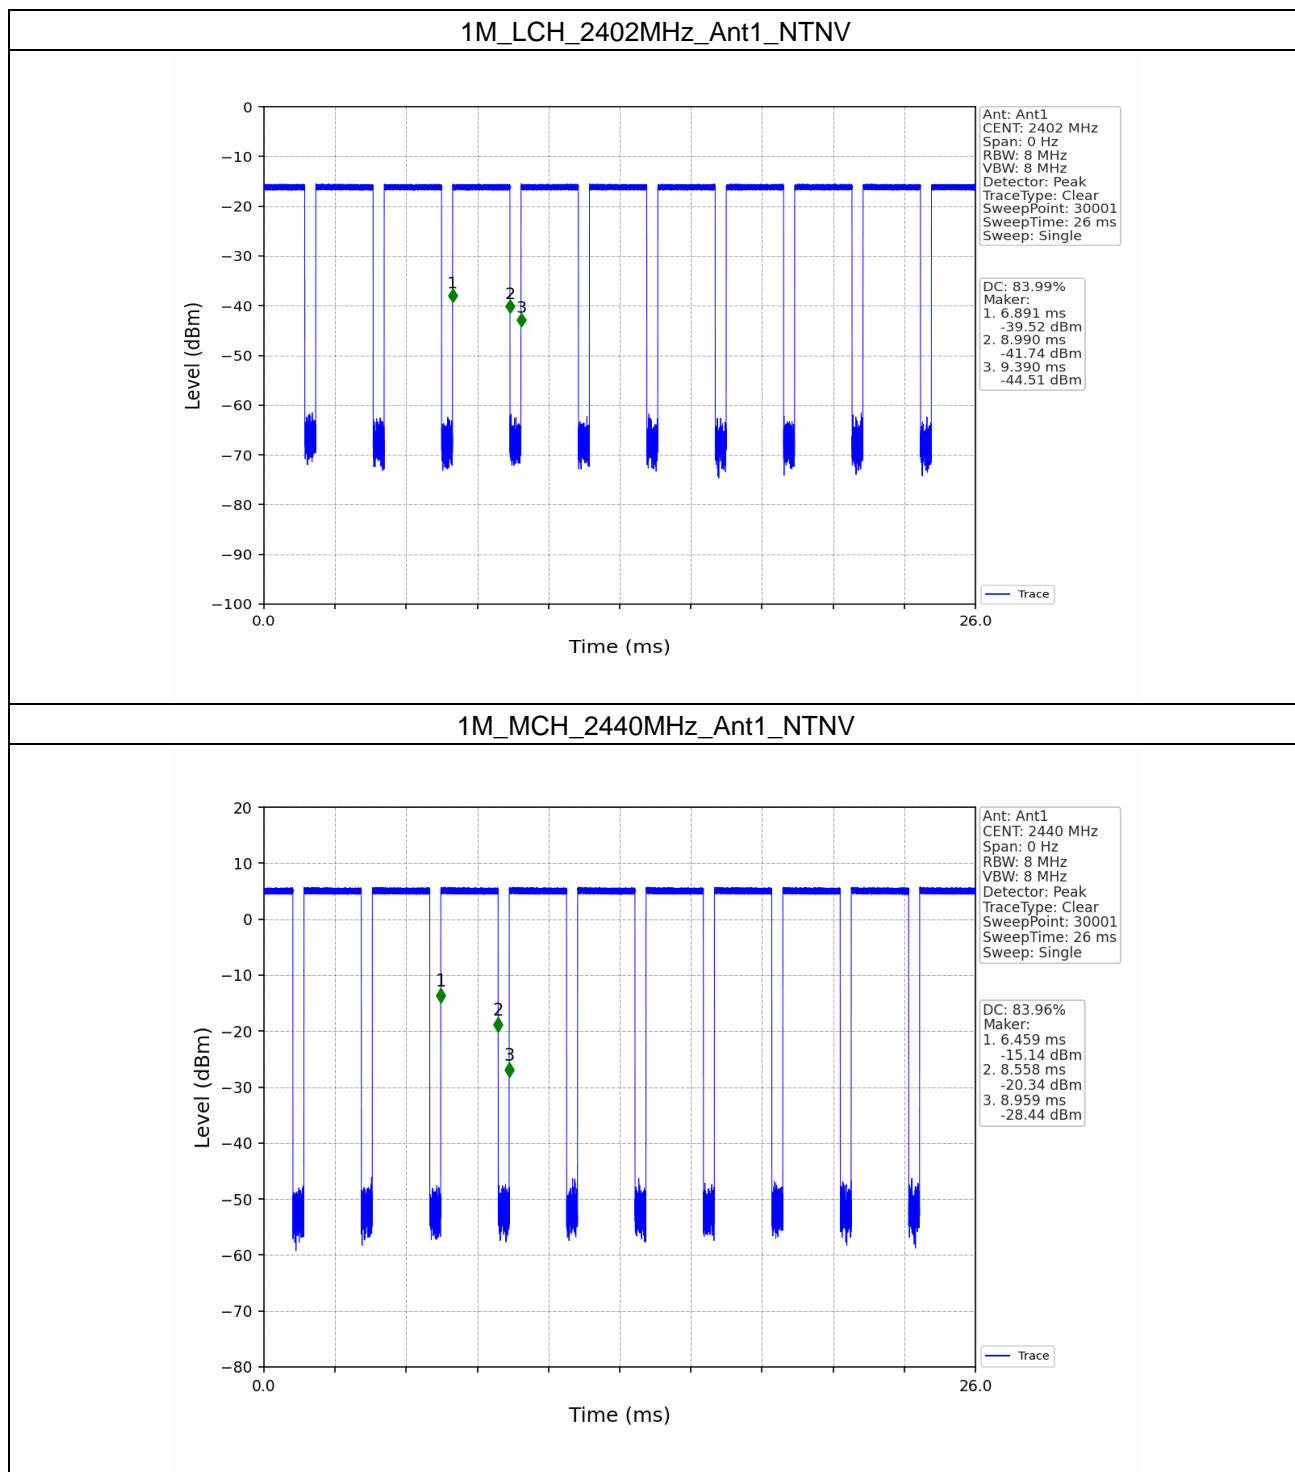 1M_LCH_2402MHz_Ant1_NTNV
0
−10
−20
−30
−40
−50
−60
−70
−80
−90
−100
Level (dBm)
1
2
3
0.0
26.0
Time (ms)
Ant: Ant1
CENT: 2402 MHz
Span: 0 Hz
RBW: 8 MHz
VBW: 8 MHz
Detector: Peak
TraceType: Clear
SweepPoint: 30001
SweepTime: 26 ms
Sweep: Single
DC: 83.99%
Maker:
1. 6.891 ms
-39.52 dBm
2. 8.990 ms
-41.74 dBm
3. 9.390 ms
-44.51 dBm
Trace
1M_MCH_2440MHz_Ant1_NTNV
20
10
0
−10
−20
−30
−40
−50
−60
−70
−80
Level (dBm)
1
2
3
0.0
26.0
Time (ms)
Ant: Ant1
CENT: 2440 MHz
Span: 0 Hz
RBW: 8 MHz
VBW: 8 MHz
Detector: Peak
TraceType: Clear
SweepPoint: 30001
SweepTime: 26 ms
Sweep: Single
DC: 83.96%
Maker:
1. 6.459 ms
-15.14 dBm
2. 8.558 ms
-20.34 dBm
3. 8.959 ms
-28.44 dBm
Trace